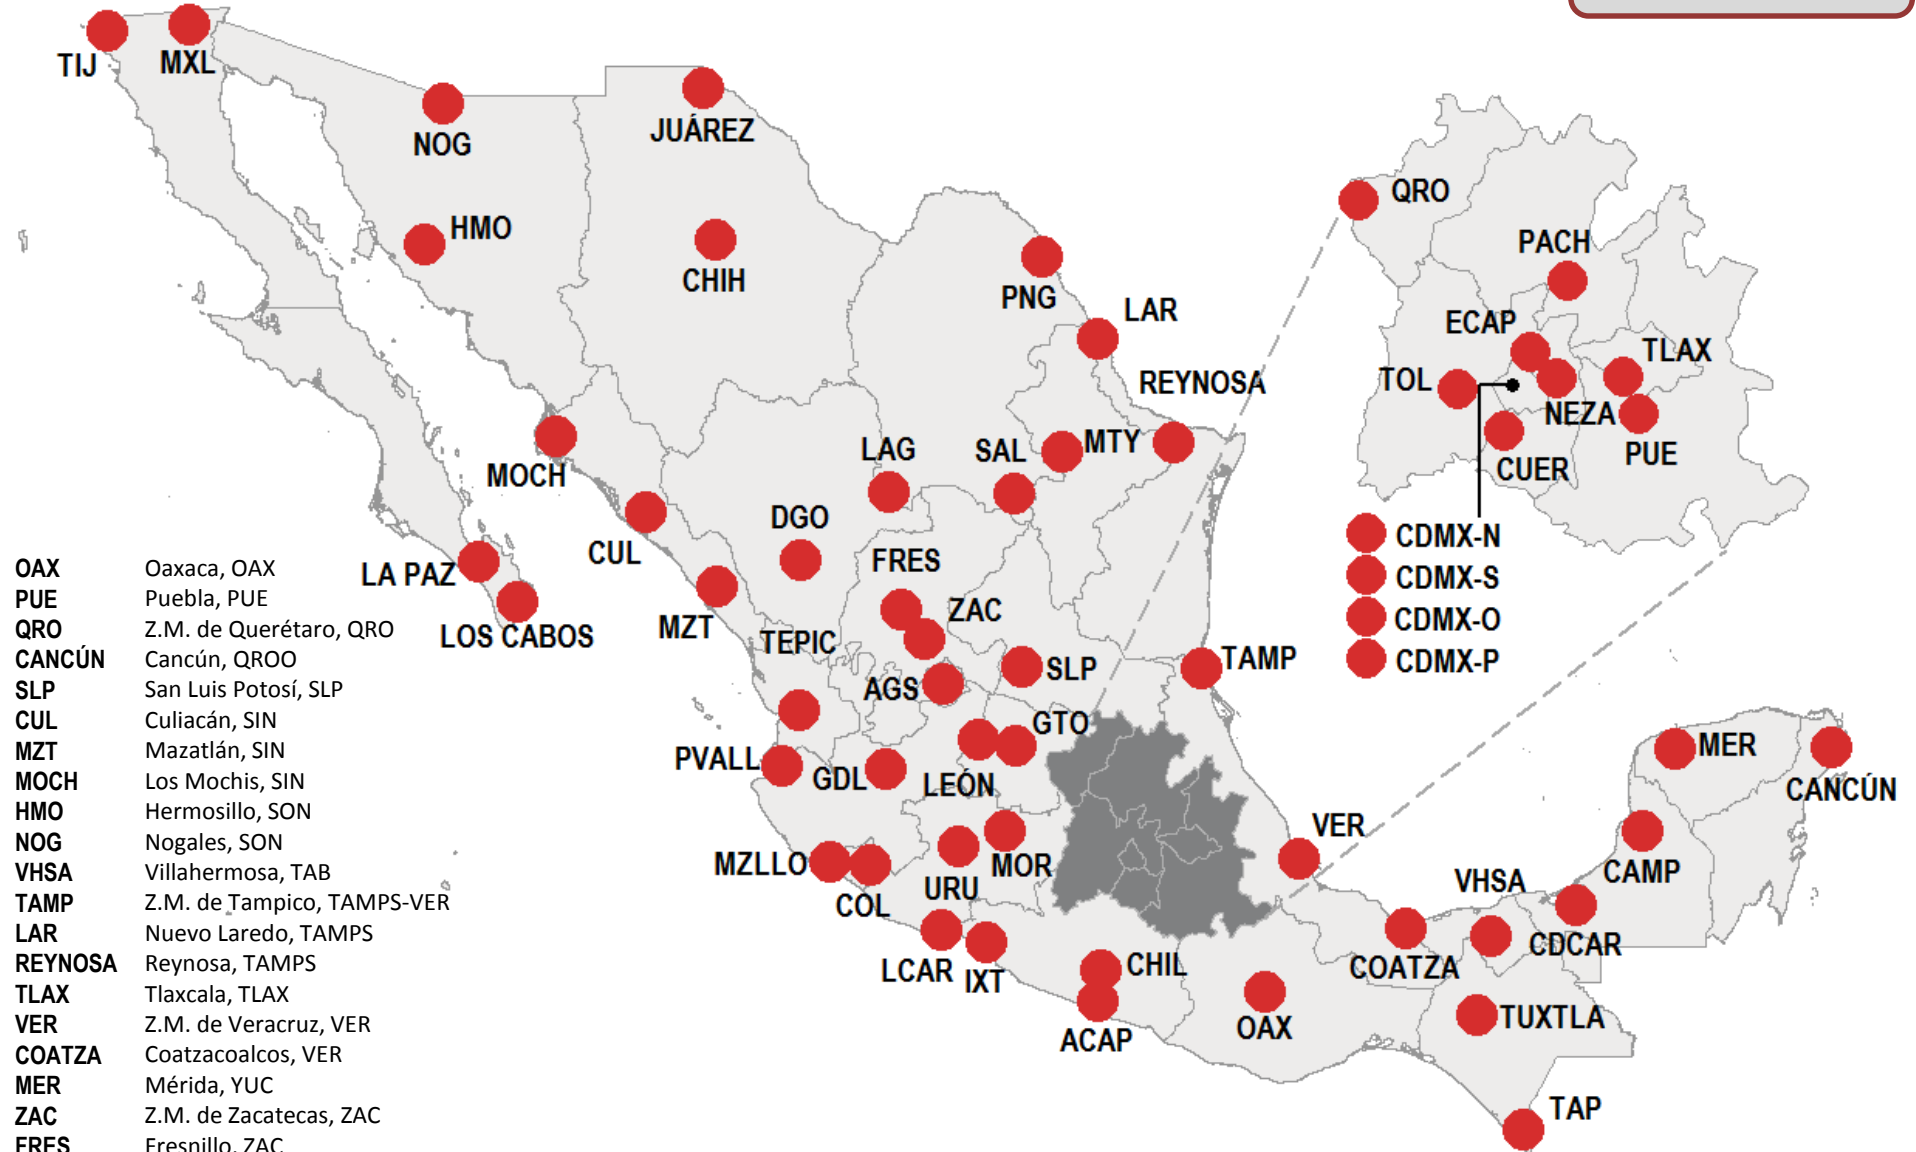 TIJ
MXL
NOG
JUÁREZ
QRO
HMO
PACH
CHIH
PNG
LAR
ECAP
TLAX
REYNOSA
TOL
NEZA
MTY
LAG
SAL
PUE
MOCH
CUER
DGO
CDMX-N
CUL
FRES
CDMX-S
LA PAZ
ZAC
CDMX-O
MZT
LOS CABOS
TEPIC
TAMP
CDMX-P
SLP
AGS
GTO
MER
PVALL
GDL
LEÓN
CANCÚN
VER
MZLLO
MOR
CAMP
URU
VHSA
COL
CDCAR
LCAR
IXT
CHIL
COATZA
OAX
TUXTLA
ACAP
TAP
OAX Oaxaca, OAX
PUE Puebla, PUE
QRO Z.M. de Querétaro, QRO
CANCÚN Cancún, QROO
SLP San Luis Potosí, SLP
CUL Culiacán, SIN
MZT Mazatlán, SIN
MOCH Los Mochis, SIN
HMO Hermosillo, SON
NOG Nogales, SON
VHSA Villahermosa, TAB
TAMP Z.M. de Tampico, TAMPS-VER
LAR Nuevo Laredo, TAMPS
REYNOSA Reynosa, TAMPS
TLAX Tlaxcala, TLAX
VER Z.M. de Veracruz, VER
COATZA Coatzacoalcos, VER
MER Mérida, YUC
ZAC Z.M. de Zacatecas, ZAC
FRES Fresnillo, ZAC